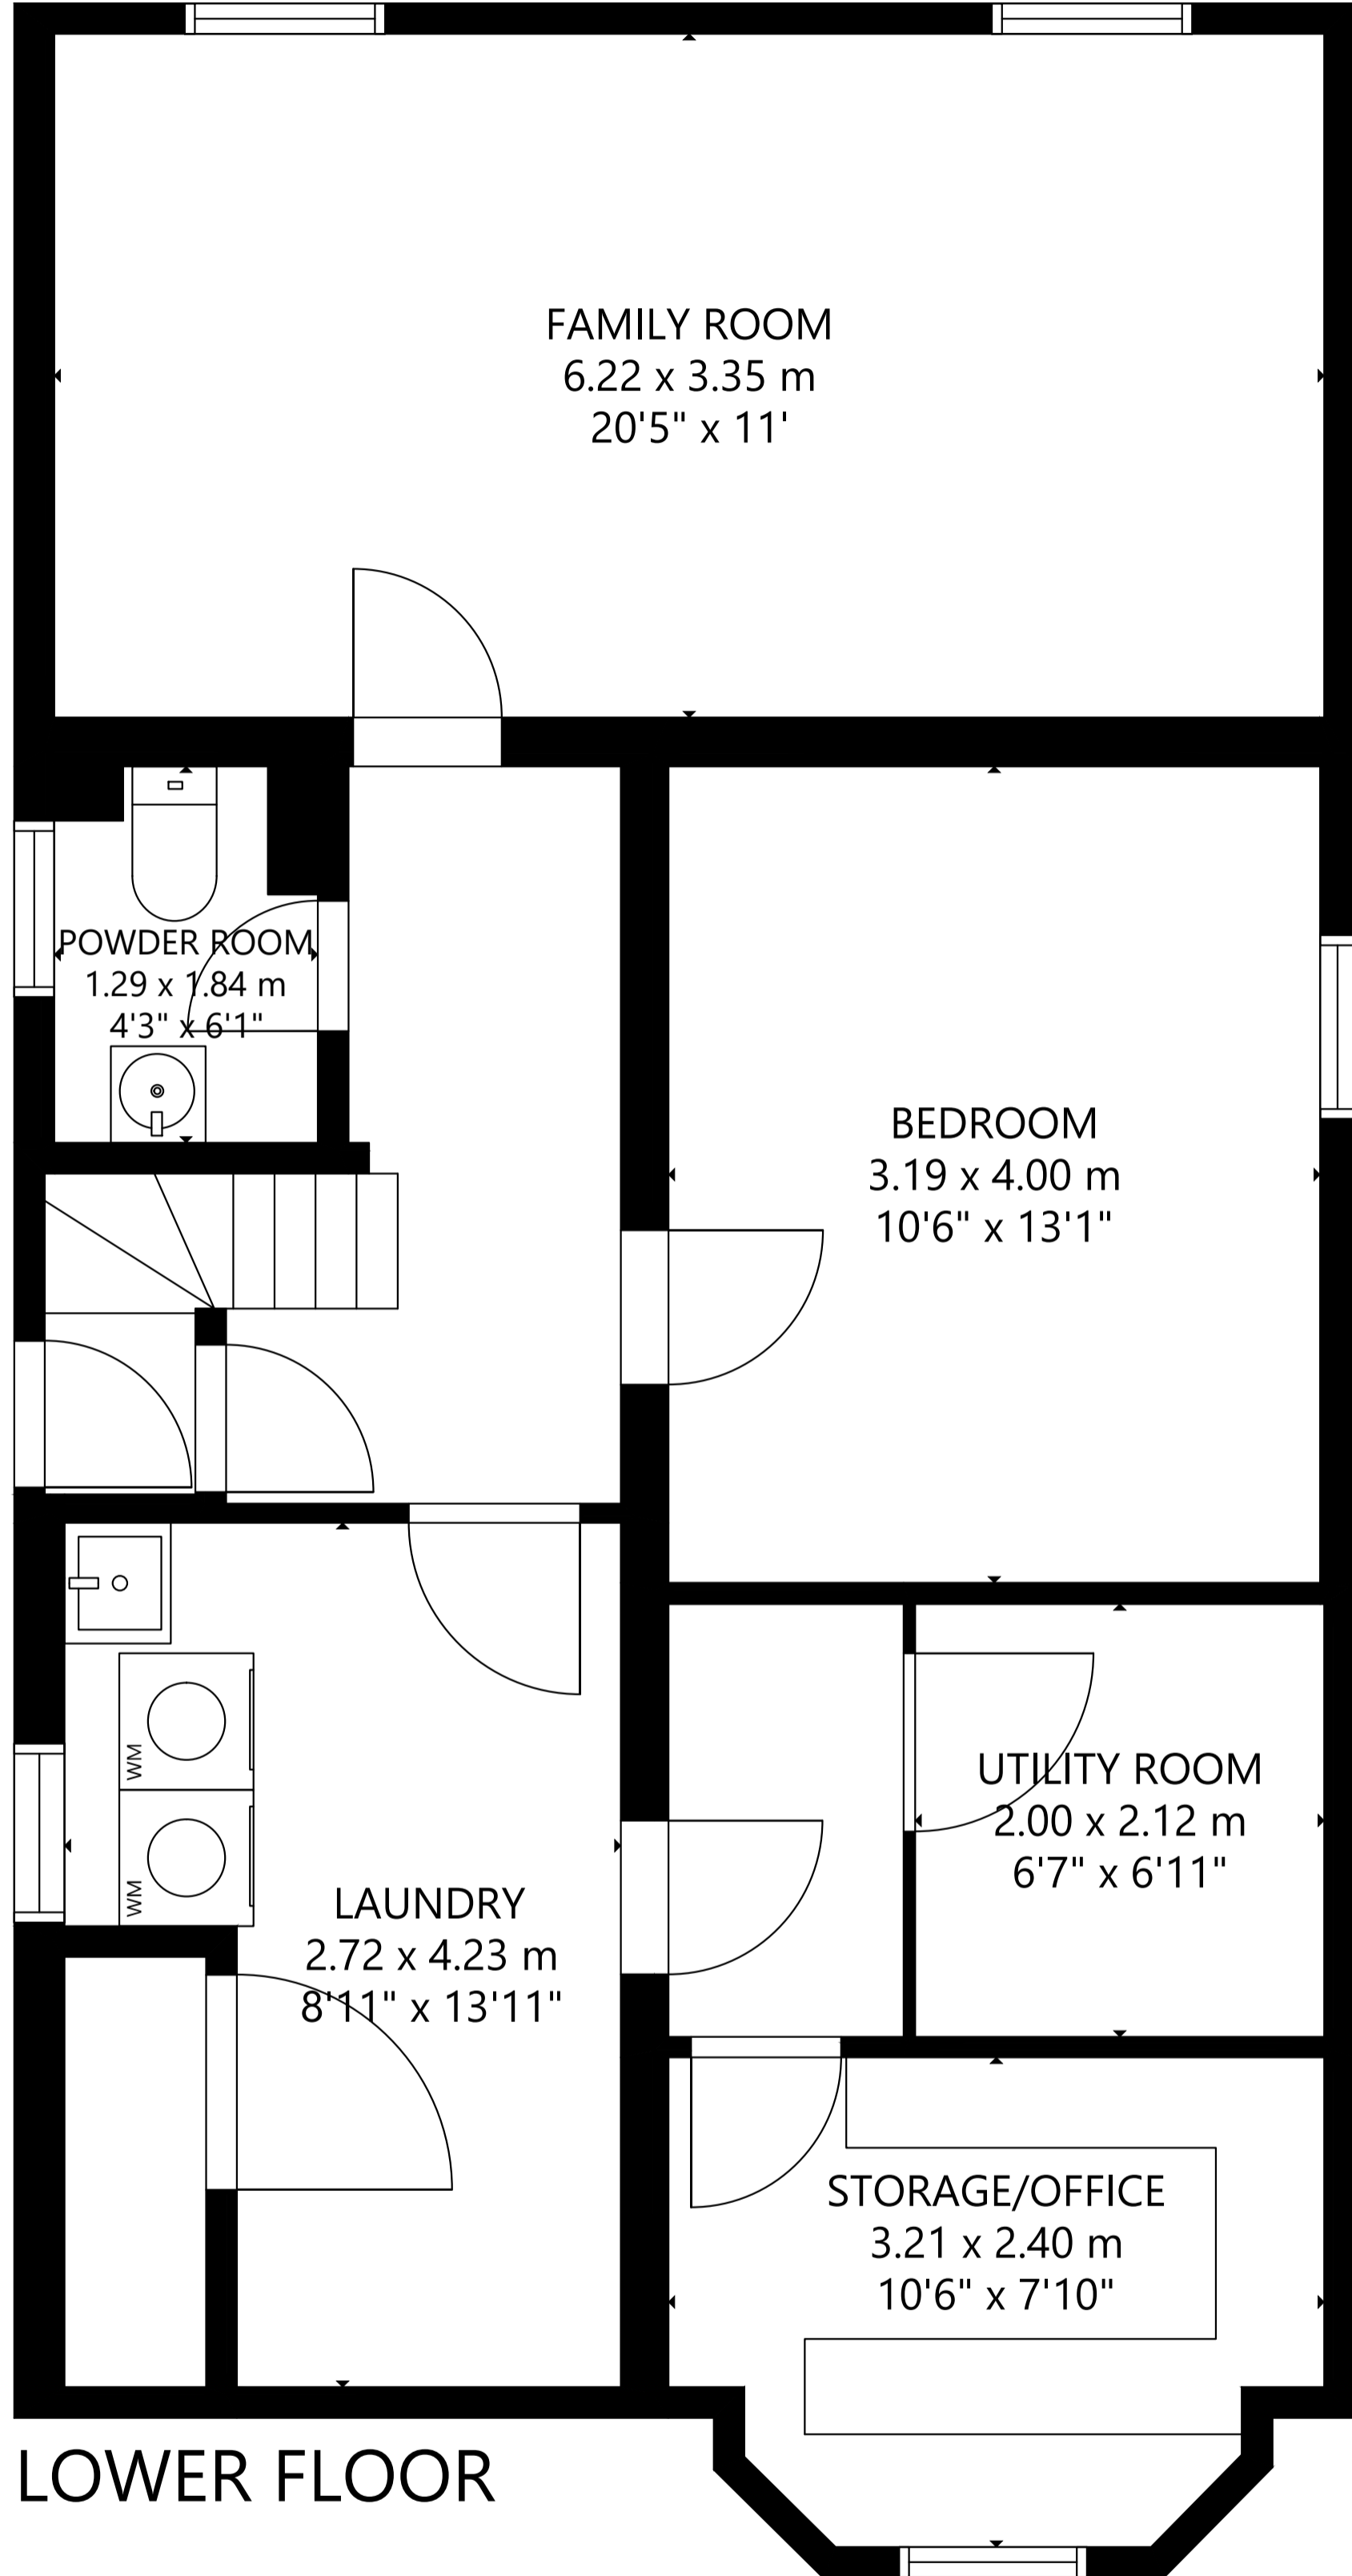 FAMILY ROOM
6.22 x 3.35 m
20'5" x 11'
POWDER ROOM
1.29 x 1.84 m
4'3" x 6'1"
BEDROOM
3.19 x 4.00 m
10'6" x 13'1"
WM
WM
UTILITY ROOM
2.00 x 2.12 m
6'7" x 6'11"
LAUNDRY
2.72 x 4.23 m
8'11" x 13'11"
STORAGE/OFFICE
3.21 x 2.40 m
10'6" x 7'10"
LOWER FLOOR